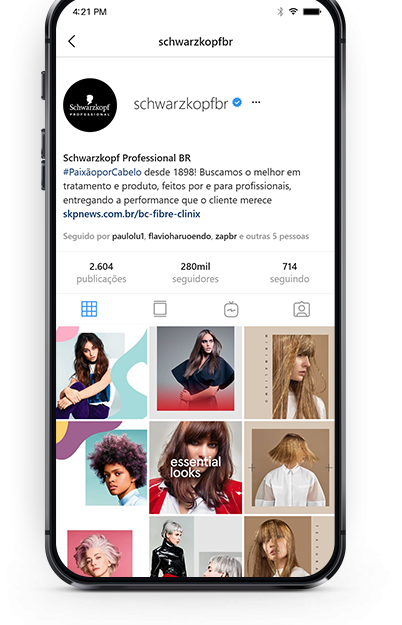 4:21 PM
schwarzkopfbr
Schwarzkopf
PROFESSIONAL
schwarzkopfbr
Schwarzkopf Professional BR
#PaixãoporCabelo desde 1898! Buscamos o melhor em
tratamento e produto, feitos por e para profissionais,
entregando a performance que o cliente merece
skpnews.com.br/bc-fibre-clinix
Seguido por paulolu1, flavioharuoendo, zapbr e outras 5 pessoas
2.604
publicações
280mil
seguidores
714
seguindo
essential
looks